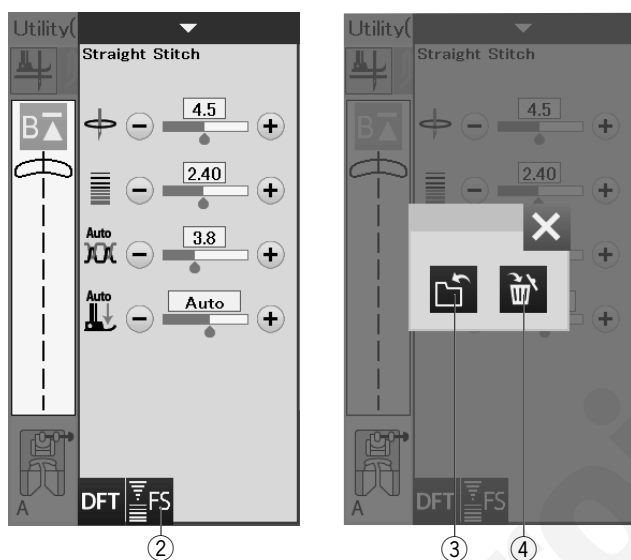 Utility(
Straight Stitch
B
4.5
2.40
Auto
3.8
Auto
Auto
A
DFT
FS
②
Utility(
Straight Stitch
B
4.5
2.40
A
DFT
FS
③
④